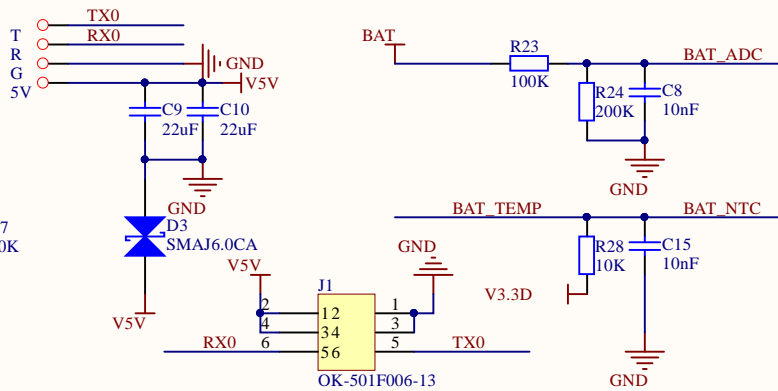 T
TX0
R
RX0
G
GND
5V
V5V
C9
22uF
C10
22uF
GND
D3
SMAJ6.0CA
V5V
7
0K
BAT
R23
100K
BAT_ADC
R24
200K
C8
10nF
GND
BAT_TEMP
BAT_NTC
R28
10K
C15
10nF
V3.3D
GND
V5V
GND
J1
2
12
1
4
34
3
RX0
6
56
5
TX0
OK-501F006-13